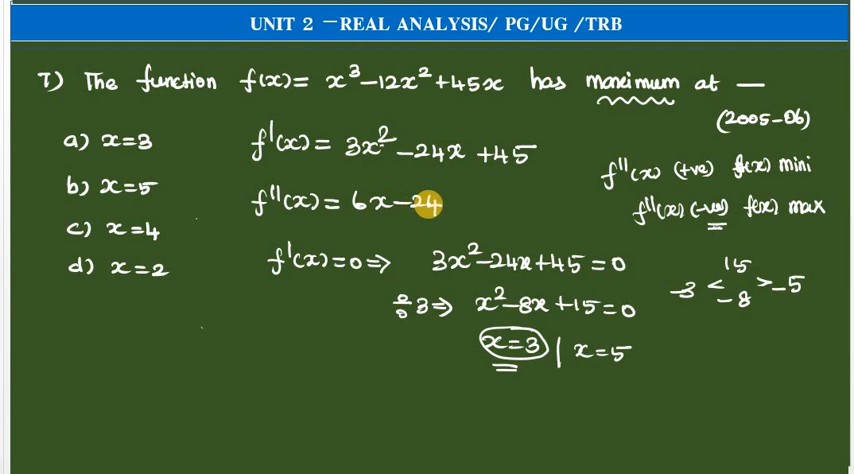 UNIT 2 – REAL ANALYSIS/ PG/UG /TRB
7) The function f(x) = x³ – 12x² + 45x has maximum at —
(2005-06)
a) x = 3
b) x = 5
c) x = 4
d) x = 2
f'(x) = 3x² – 24x + 45
f''(x) = 6x – 24
f''(x) (+ve) f(x) mini
f''(x) (-ve) f(x) max
f'(x) = 0 ⇒ 3x² – 24x + 45 = 0
÷ 3 ⇒ x² – 8x + 15 = 0
x = 3 | x = 5
15
-3 < > -5
-8